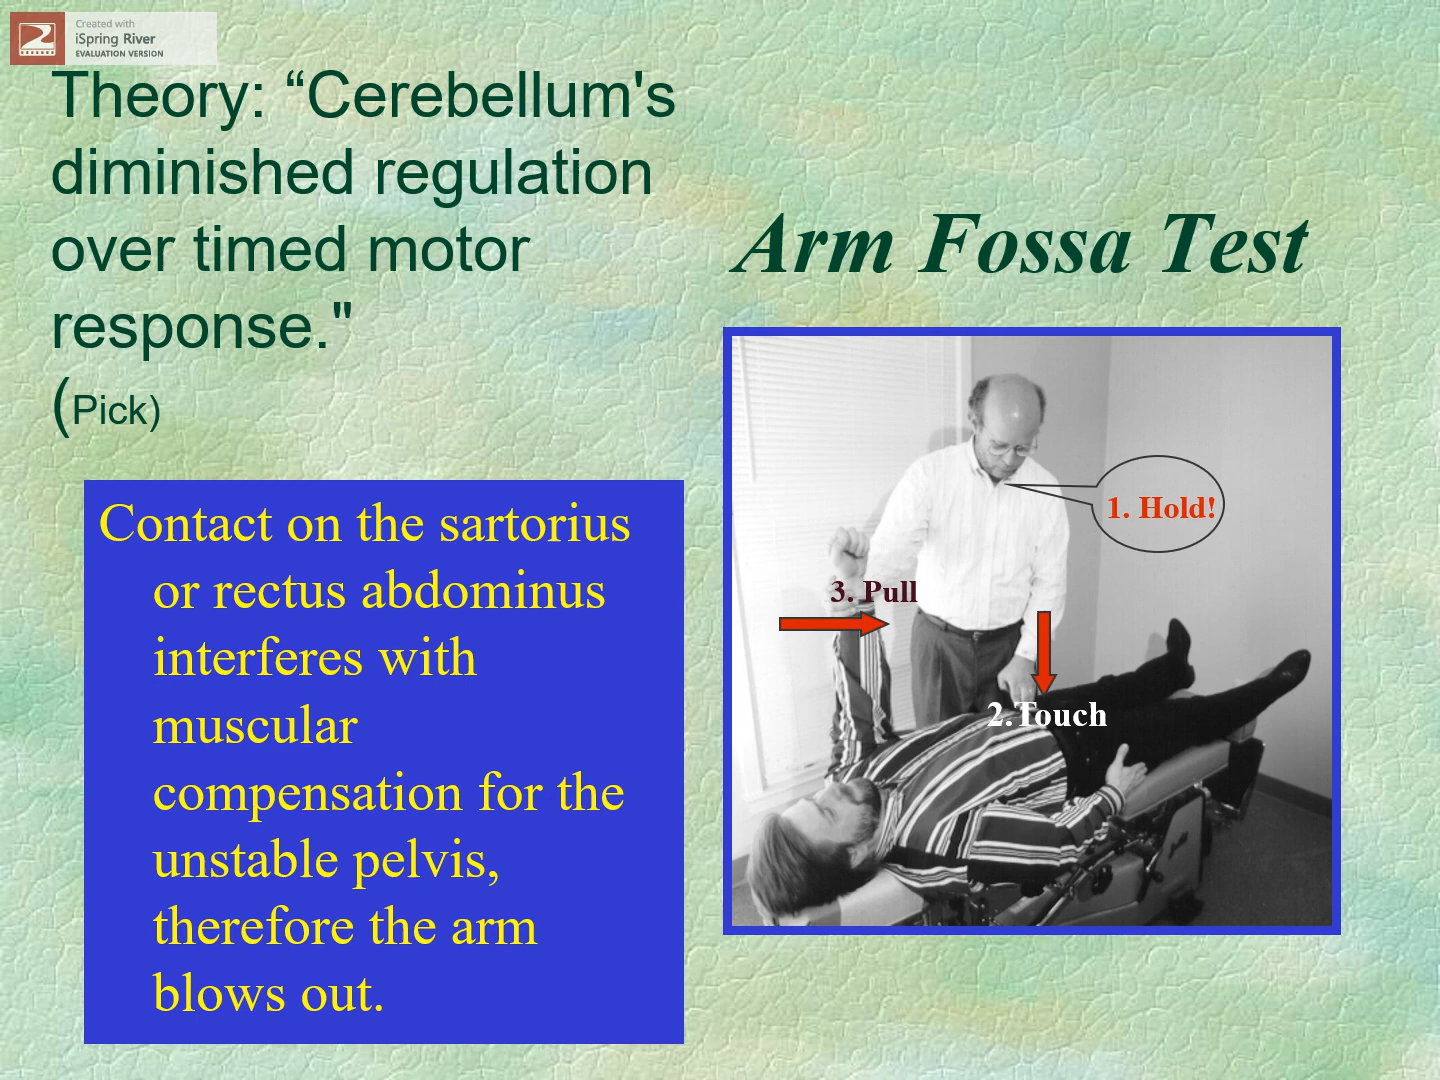 Created with
iSpring River
EVALUATION VERSION
Theory: “Cerebellum's
diminished regulation
over timed motor
response."
(Pick)
Arm Fossa Test
Contact on the sartorius
or rectus abdominus
interferes with
muscular
compensation for the
unstable pelvis,
therefore the arm
blows out.
1. Hold!
3. Pull
2.Touch